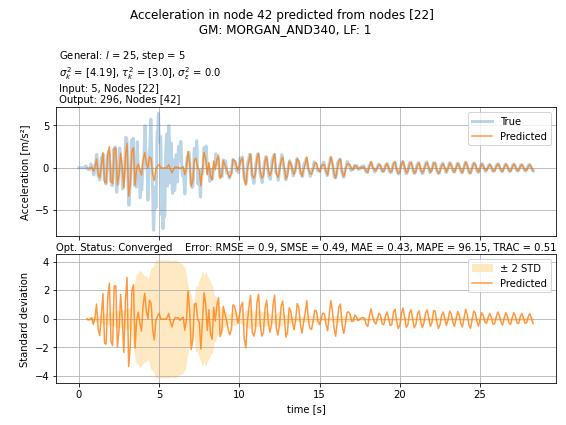 Acceleration in node 42 predicted from nodes [22]
GM: MORGAN_AND340, LF: 1
General: l = 25, step = 5
σ²ₖ = [4.19], τ²ₖ = [3.0], σ²ε = 0.0
Input: 5, Nodes [22]
Output: 296, Nodes [42]
Acceleration [m/s²]
5
0
−5
True
Predicted
Opt. Status: Converged Error: RMSE = 0.9, SMSE = 0.49, MAE = 0.43, MAPE = 96.15, TRAC = 0.51
Standard deviation
4
2
0
−2
−4
± 2 STD
Predicted
0 5 10 15 20 25
time [s]